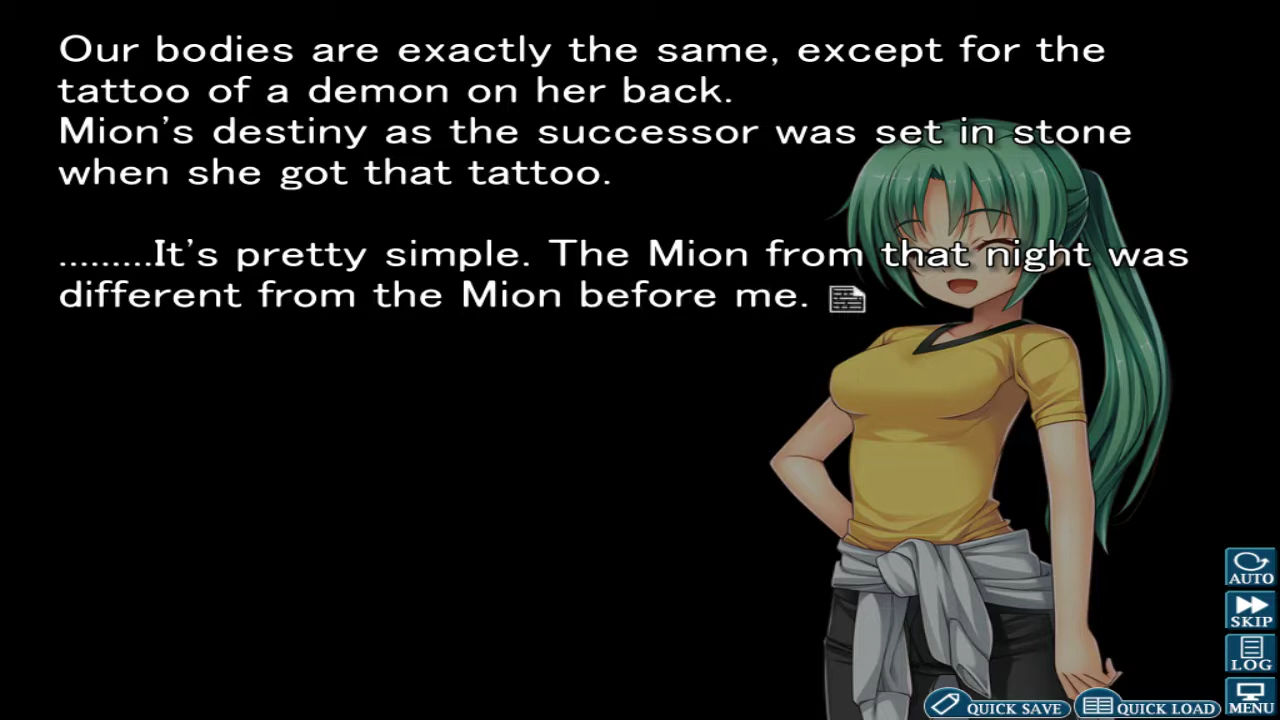 Our bodies are exactly the same, except for the
tattoo of a demon on her back.
Mion's destiny as the successor was set in stone
when she got that tattoo.
.........It's pretty simple. The Mion from that night was
different from the Mion before me.
AUTO
SKIP
LOG
MENU
QUICK SAVE
QUICK LOAD